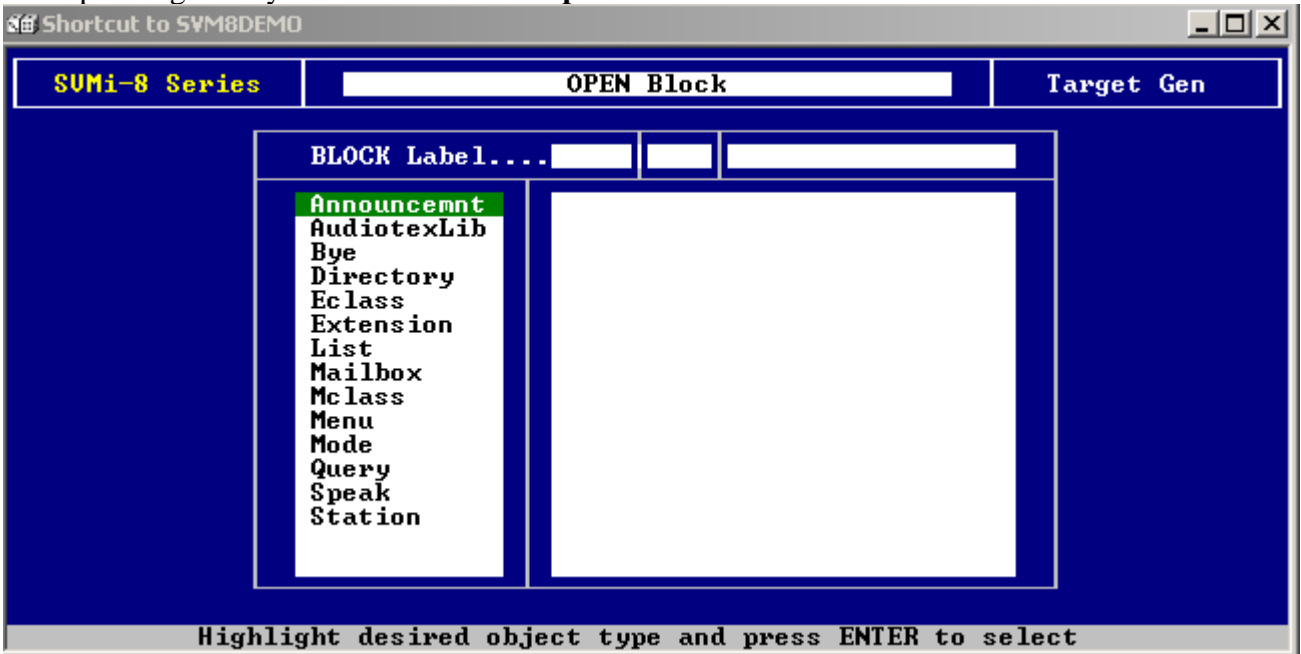 Shortcut to SVM8DEMO
SVMi-8 Series OPEN Block Target Gen
BLOCK Label....
Announcemnt
AudiotexLib
Bye
Directory
Eclass
Extension
List
Mailbox
Mclass
Menu
Mode
Query
Speak
Station
Highlight desired object type and press ENTER to select